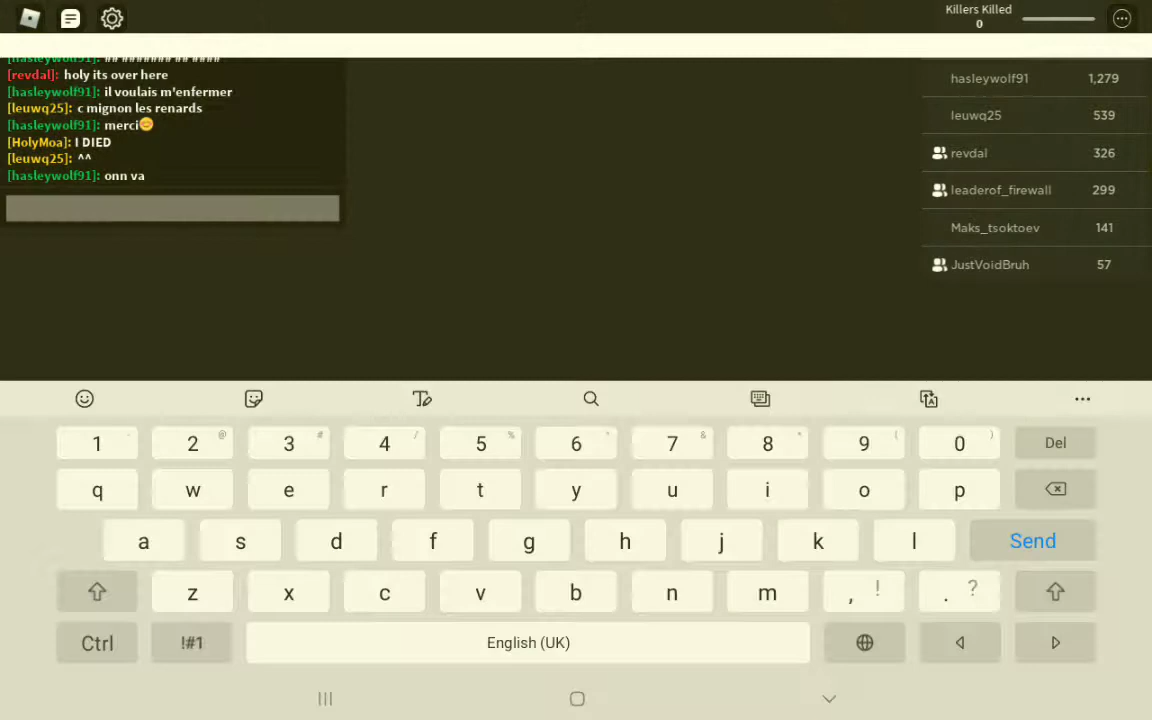 Killers Killed
0
[hasleywolf91]: ## ####### ## ####
[revdal]: holy its over here
[hasleywolf91]: il voulais m'enfermer
[leuwq25]: c mignon les renards
[hasleywolf91]: merci😊
[HolyMoa]: I DIED
[leuwq25]: ^^
[hasleywolf91]: onn va
hasleywolf91 1,279
leuwq25 539
revdal 326
leaderof_firewall 299
Maks_tsoktoev 141
JustVoidBruh 57
1 2 @ 3 # 4 / 5 % 6 7 & 8 * 9 ( 0 ) Del
q w e r t y u i o p
a s d f g h j k l Send
z x c v b n m , ! . ?
Ctrl !#1 English (UK)